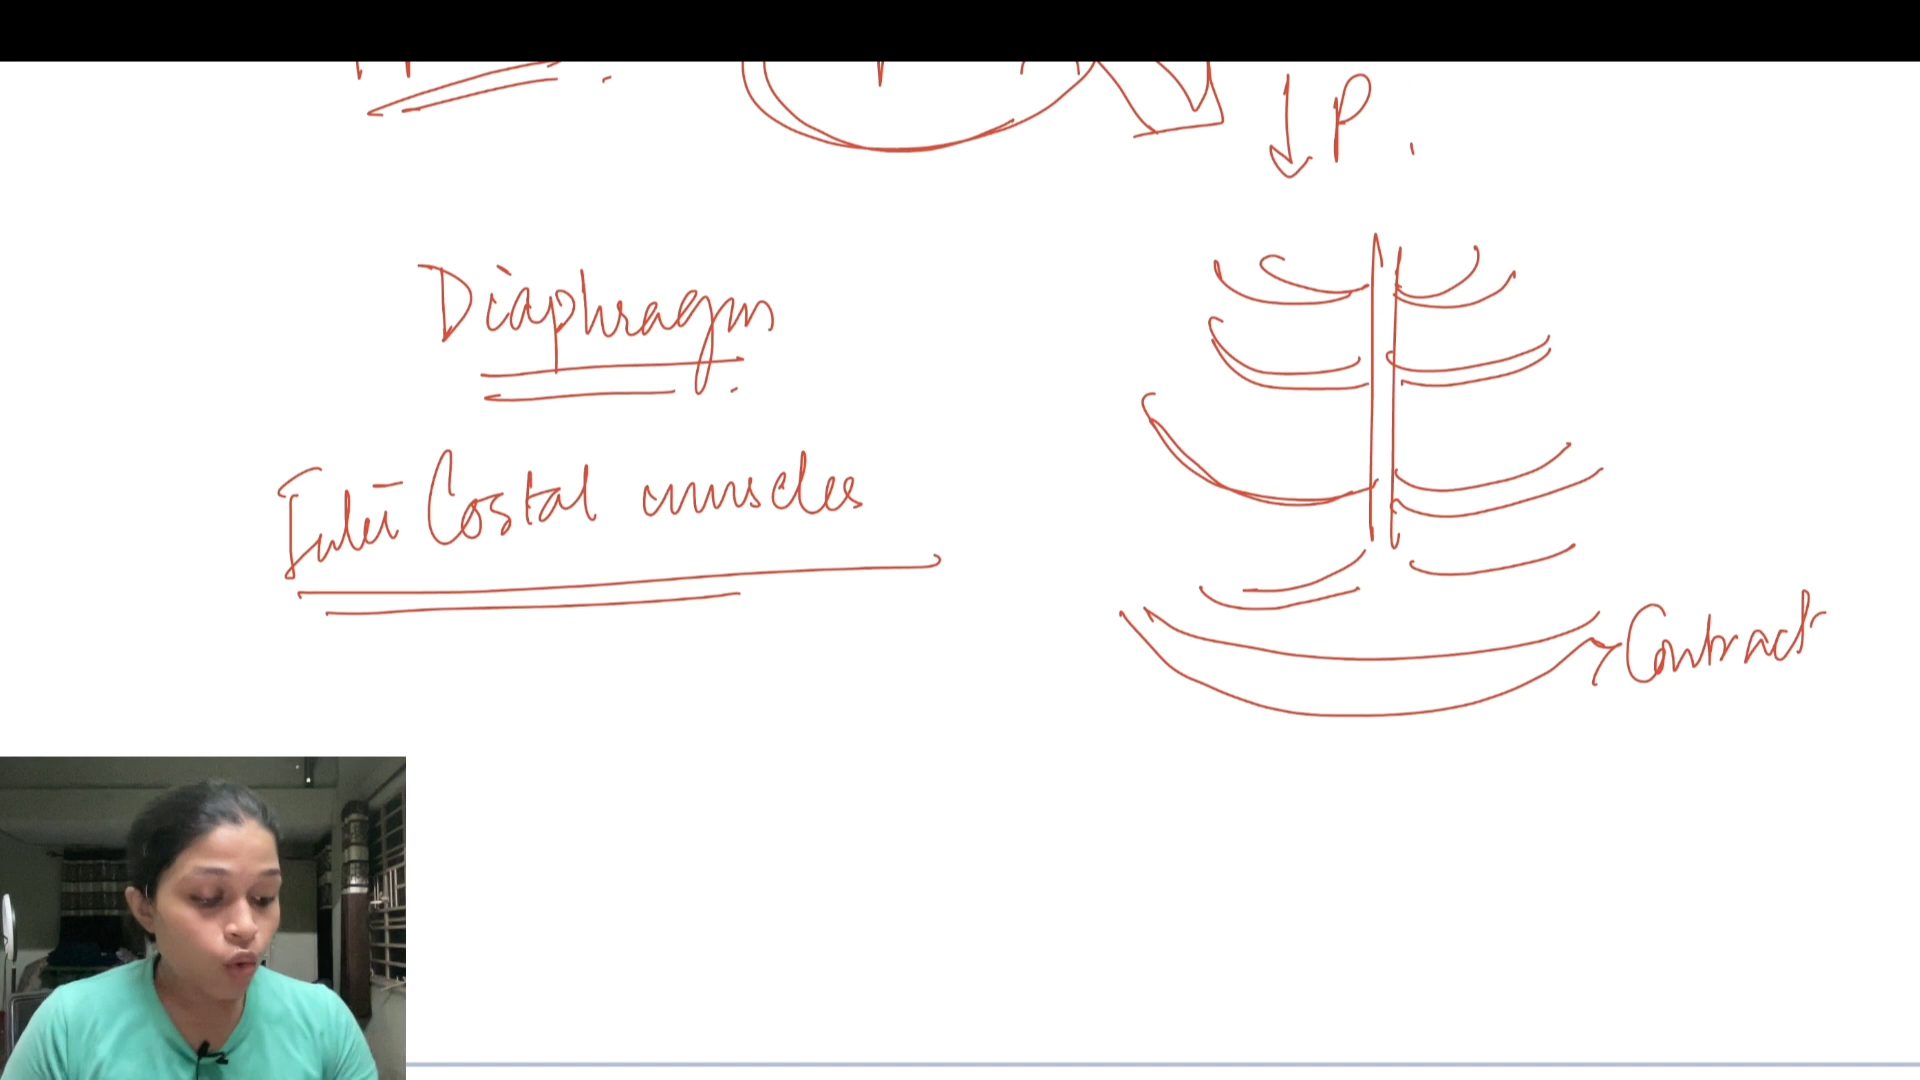 ↓ P.
Diaphragm
Inter Costal muscles
Contract